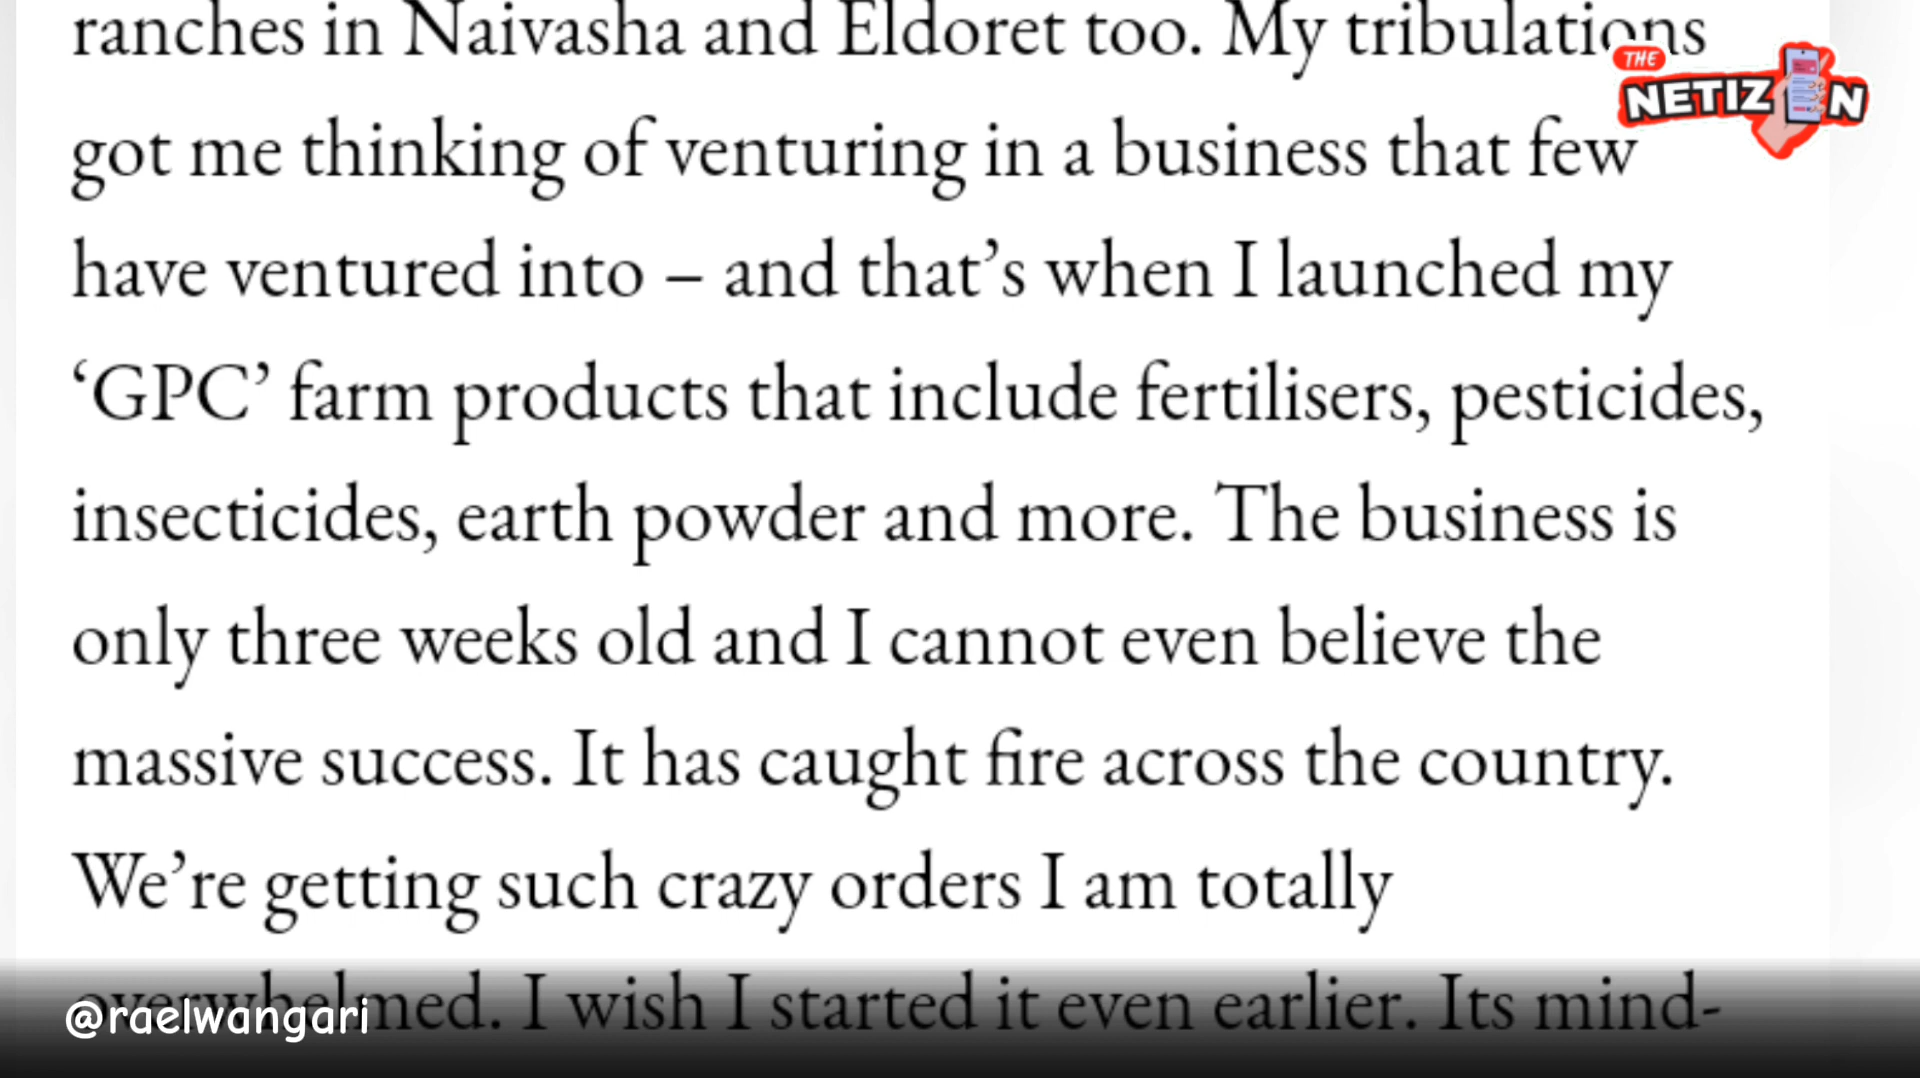 ranches in Naivasha and Eldoret too. My tribulations
THE
NETIZ N
got me thinking of venturing in a business that few
have ventured into – and that’s when I launched my
‘GPC’ farm products that include fertilisers, pesticides,
insecticides, earth powder and more. The business is
only three weeks old and I cannot even believe the
massive success. It has caught fire across the country.
We’re getting such crazy orders I am totally
overwhelmed. I wish I started it even earlier. Its mind-
@raelwangari